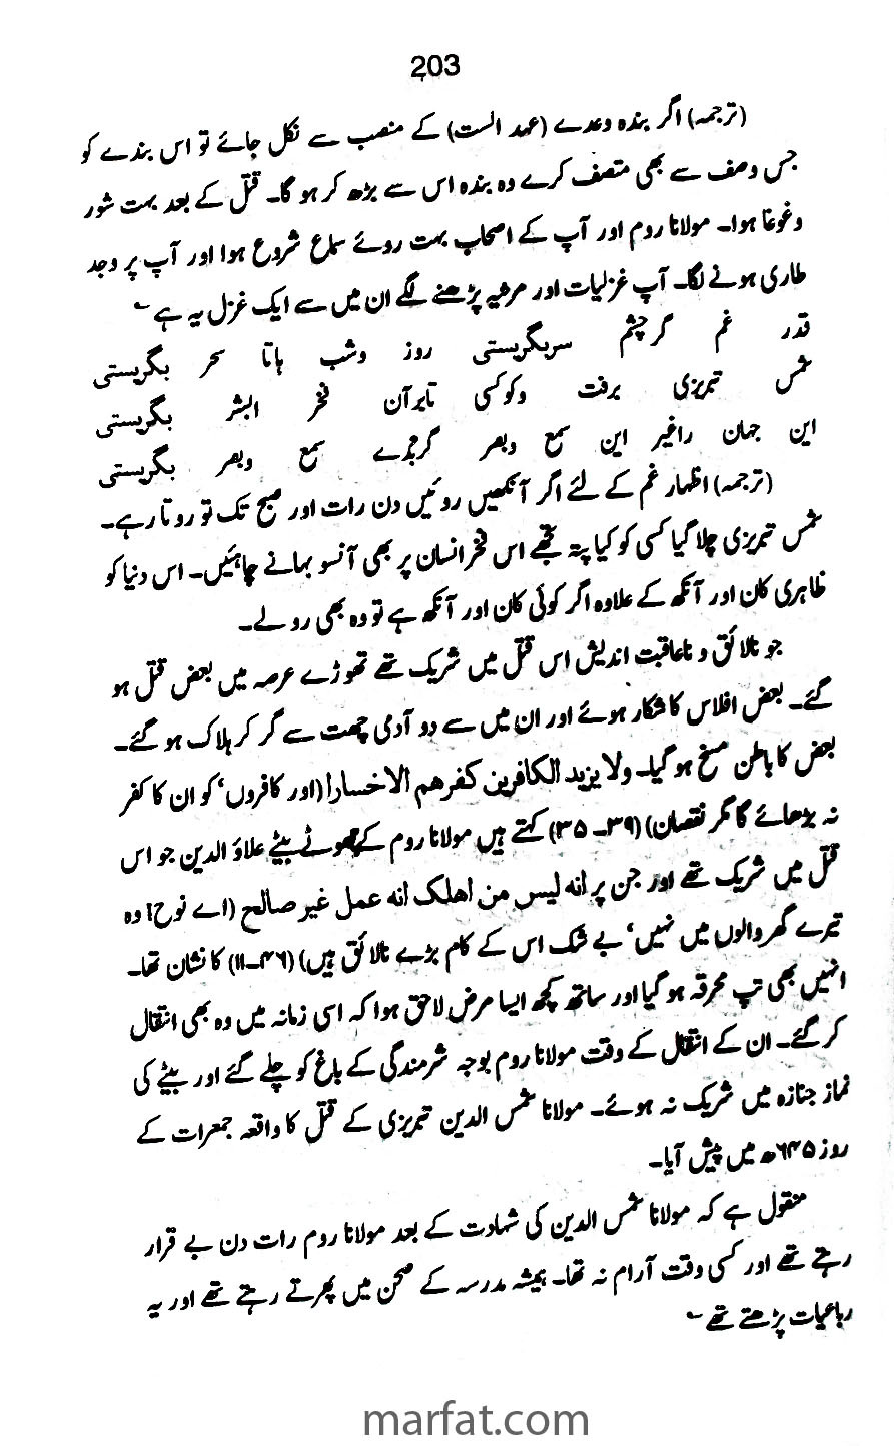 203
(ترجمہ) اگر بندہ وعدے (عہد الست) کے منصب سے نکل جائے تو اس بندے کو
جس وصف سے بھی متصف کرے وہ بندہ اس سے بڑھ کر ہو گا۔ قتل کے بعد بہت شور
وغوغا ہوا۔ مولانا روم اور آپ کے اصحاب بہت روئے سماع شروع ہوا اور آپ پر وجد
طاری ہونے لگا۔ آپ غزلیات اور مرثیہ پڑھنے لگے ان میں سے ایک غزل یہ ہے ؂
قدر غم گرچشم سربگریستی روز وشب ہاتا سحر بگریستی
شمس تبریزی برفت وکوکسی تابرآن فخر البشر بگریستی
این جہان راغیر این سمع وبصر گربجزے سمع وبصر بگریستی
(ترجمہ) اظہار غم کے لئے اگر آنکھیں روئیں دن رات اور صبح تک تو روتا رہے۔
شمس تبریزی چلا گیا کسی کو کیا پتہ تجھے اس فخر انسان پر بھی آنسو بہانے چاہئیں۔ اس دنیا کو
ظاہری کان اور آنکھ کے علاوہ اگر کوئی کان اور آنکھ ہے تو وہ بھی رولے۔
جو نالائق و ناعاقبت اندیش اس قتل میں شریک تھے تھوڑے عرصہ میں بعض قتل ہو
گئے۔ بعض افلاس کا شکار ہوئے اور ان میں سے دو آدمی چھت سے گر کر ہلاک ہو گئے۔
بعض کا باطن مسخ ہو گیا۔ ولا یزید الکافرین کفرھم الاخسارا (اور کافروں' کو ان کا کفر
نہ بڑھائے گا مگر نقصان) (۳۹۔۳۵) کہتے ہیں مولانا روم کے چھوٹے بیٹے علاؤ الدین جو اس
قتل میں شریک تھے اور جن پر انه لیس من اھلک انه عمل غیر صالح (اے نوح! وہ
تیرے گھر والوں میں نہیں' بے شک اس کے کام بڑے نالائق ہیں) (۴۶۔۱۱) کا نشان تھا۔
انہیں بھی تپ محرقہ ہو گیا اور ساتھ کچھ ایسا مرض لاحق ہوا کہ اسی زمانہ میں وہ بھی انتقال
کر گئے۔ ان کے انتقال کے وقت مولانا روم بوجہ شرمندگی کے باغ کو چلے گئے اور بیٹے کی
نماز جنازہ میں شریک نہ ہوئے۔ مولانا شمس الدین تبریزی کے قتل کا واقعہ جمعرات کے
روز ۶۴۵ھ میں پیش آیا۔
منقول ہے کہ مولانا شمس الدین کی شہادت کے بعد مولانا روم رات دن بے قرار
رہتے تھے اور کسی وقت آرام نہ تھا۔ ہمیشہ مدرسہ کے صحن میں پھرتے رہتے تھے اور یہ
رباعیات پڑھتے تھے ؂
marfat.com